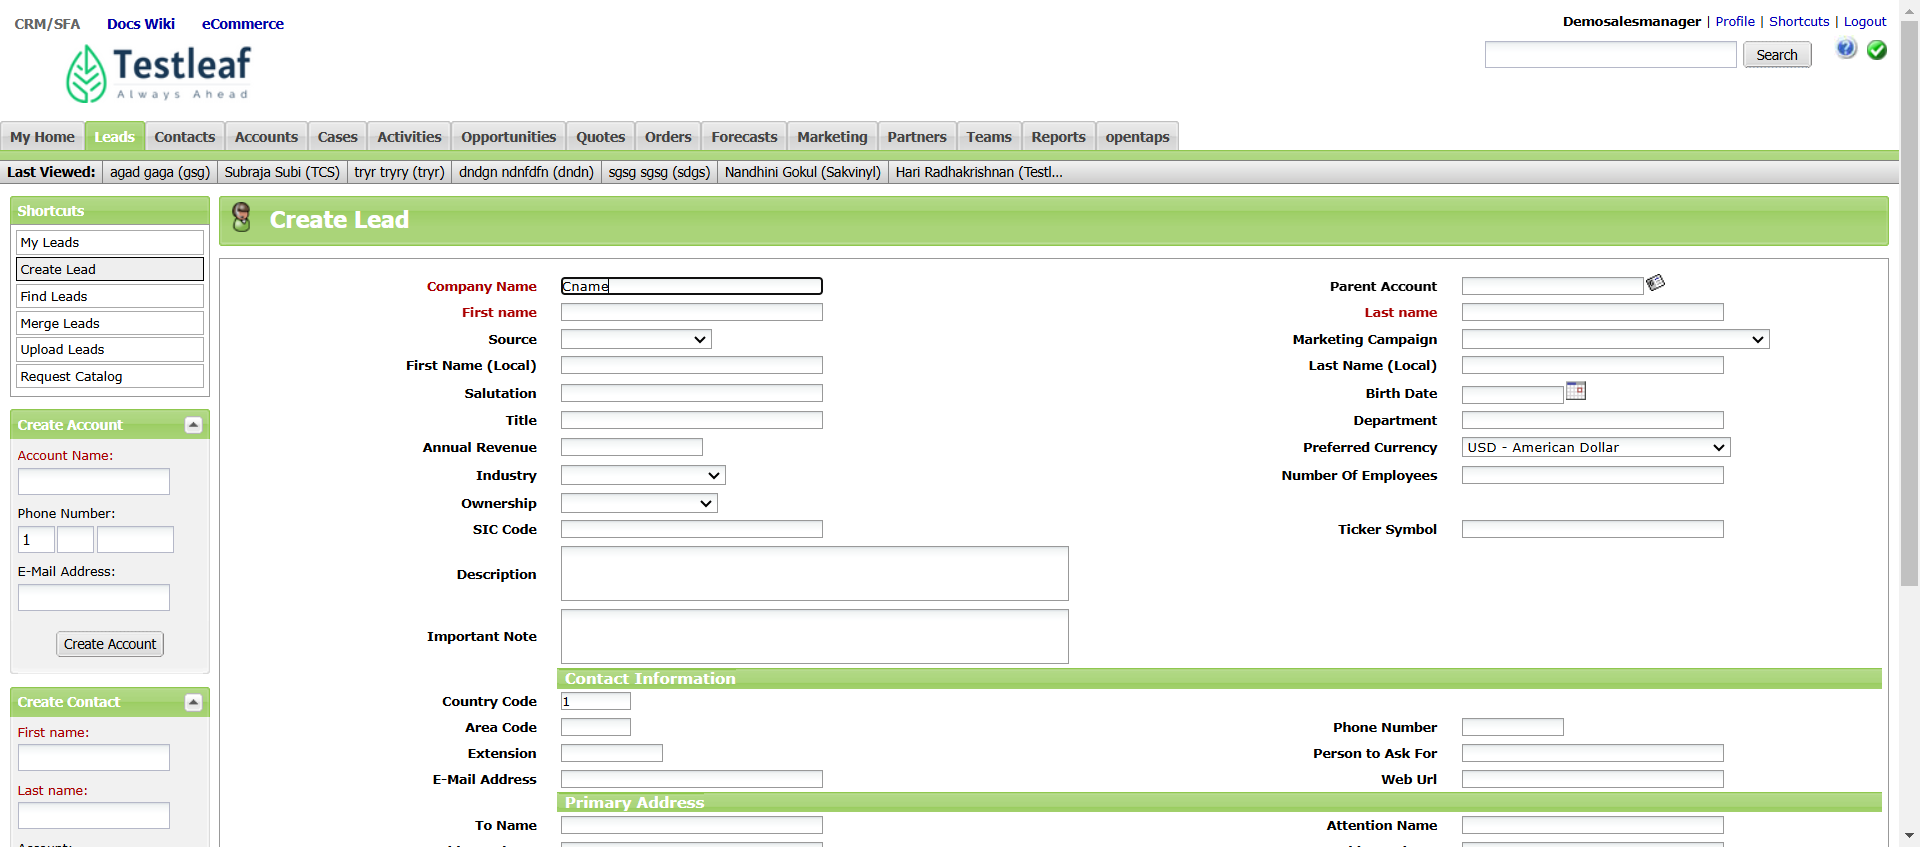 CRM/SFA Docs Wiki eCommerce
Demosalesmanager | Profile | Shortcuts | Logout
Testleaf
Always Ahead
Search
My Home Leads Contacts Accounts Cases Activities Opportunities Quotes Orders Forecasts Marketing Partners Teams Reports opentaps
Last Viewed: agad gaga (gsg) Subraja Subi (TCS) tryr tryry (tryr) dndgn ndnfdfn (dndn) sgsg sgsg (sdgs) Nandhini Gokul (Sakvinyl) Hari Radhakrishnan (Testl...
Shortcuts
My Leads
Create Lead
Find Leads
Merge Leads
Upload Leads
Request Catalog
Create Account
Account Name:
Phone Number:
1
E-Mail Address:
Create Account
Create Contact
First name:
Last name:
Create Lead
Company Name Cname Parent Account
First name Last name
Source Marketing Campaign
First Name (Local) Last Name (Local)
Salutation Birth Date
Title Department
Annual Revenue Preferred Currency USD - American Dollar
Industry Number Of Employees
Ownership
SIC Code Ticker Symbol
Description
Important Note
Contact Information
Country Code 1
Area Code Phone Number
Extension Person to Ask For
E-Mail Address Web Url
Primary Address
To Name Attention Name